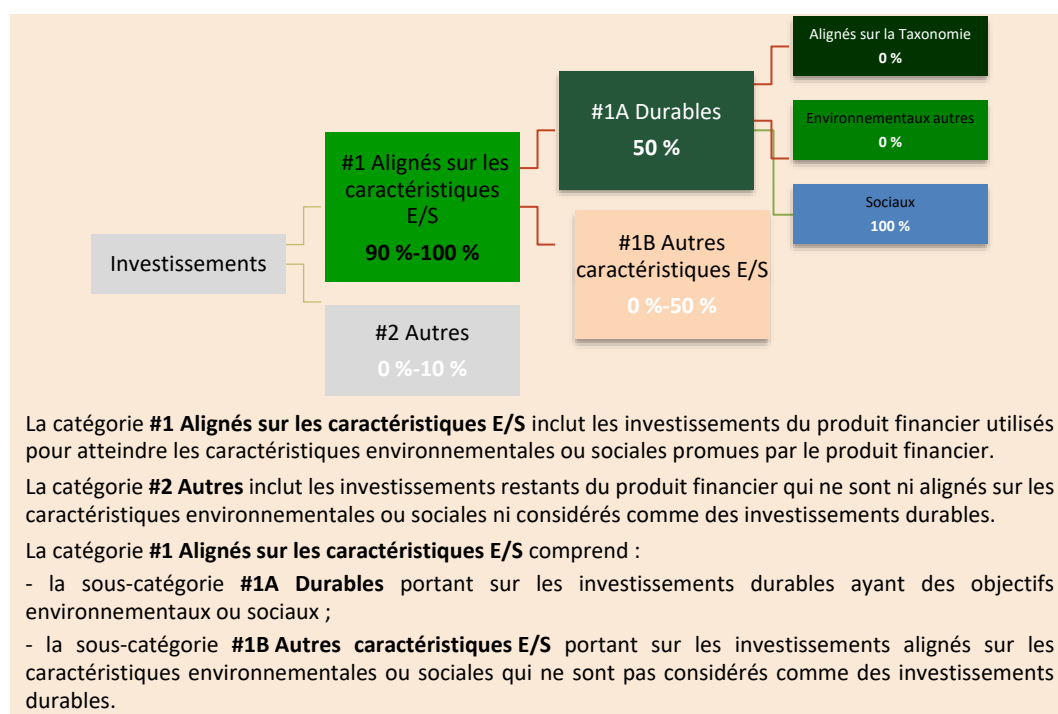 Alignés sur la Taxonomie
0 %
#1A Durables
50 %
Environnementaux autres
0 %
#1 Alignés sur les
caractéristiques
E/S
90 %-100 %
Sociaux
100 %
Investissements
#1B Autres
caractéristiques E/S
0 %-50 %
#2 Autres
0 %-10 %
La catégorie #1 Alignés sur les caractéristiques E/S inclut les investissements du produit financier utilisés
pour atteindre les caractéristiques environnementales ou sociales promues par le produit financier.
La catégorie #2 Autres inclut les investissements restants du produit financier qui ne sont ni alignés sur les
caractéristiques environnementales ou sociales ni considérés comme des investissements durables.
La catégorie #1 Alignés sur les caractéristiques E/S comprend :
- la sous-catégorie #1A Durables portant sur les investissements durables ayant des objectifs
environnementaux ou sociaux ;
- la sous-catégorie #1B Autres caractéristiques E/S portant sur les investissements alignés sur les
caractéristiques environnementales ou sociales qui ne sont pas considérés comme des investissements
durables.